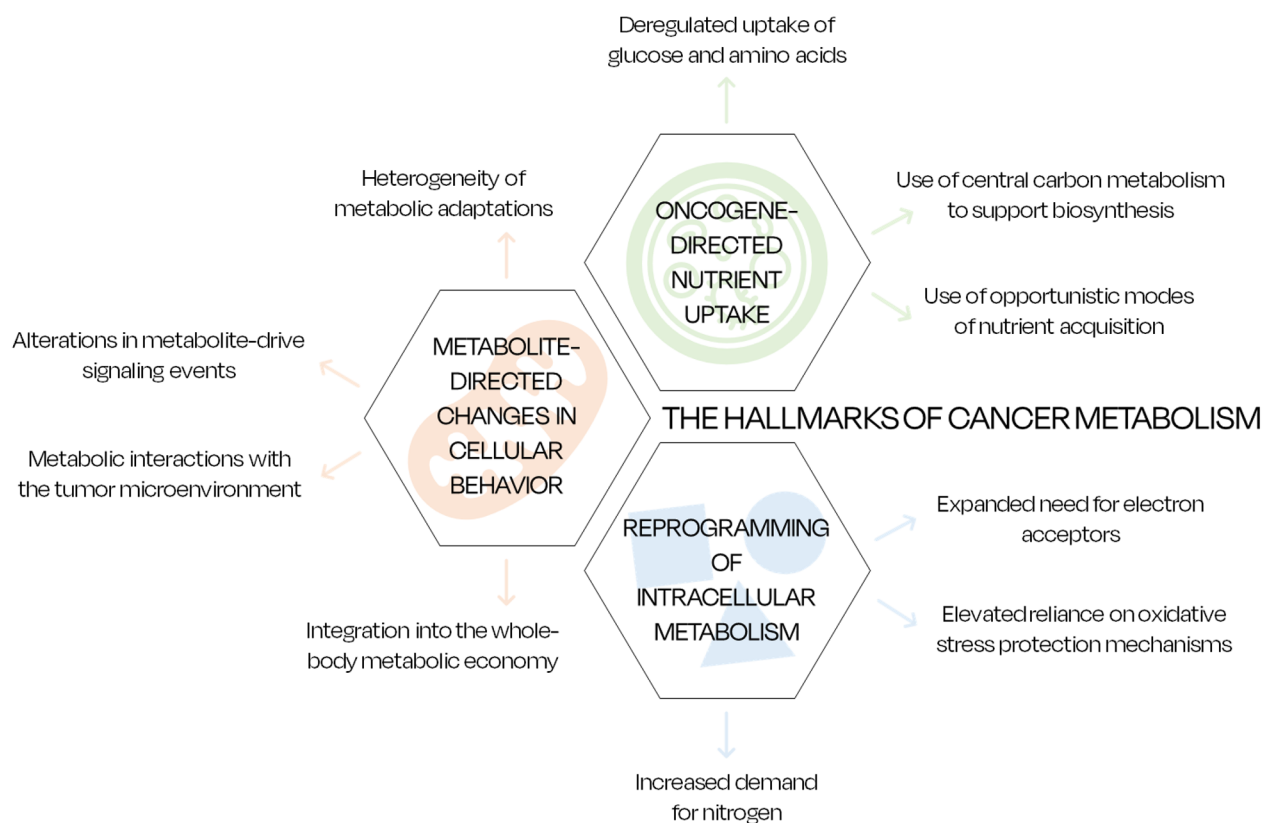 Deregulated uptake of
glucose and amino acids
ONCOGENE-
DIRECTED
NUTRIENT
UPTAKE
Use of central carbon metabolism
to support biosynthesis
Use of opportunistic modes
of nutrient acquisition
Heterogeneity of
metabolic adaptations
Alterations in metabolite-drive
signaling events
METABOLITE-
DIRECTED
CHANGES IN
CELLULAR
BEHAVIOR
Metabolic interactions with
the tumor microenvironment
Integration into the whole-
body metabolic economy
THE HALLMARKS OF CANCER METABOLISM
REPROGRAMMING
OF
INTRACELLULAR
METABOLISM
Expanded need for electron
acceptors
Elevated reliance on oxidative
stress protection mechanisms
Increased demand
for nitrogen